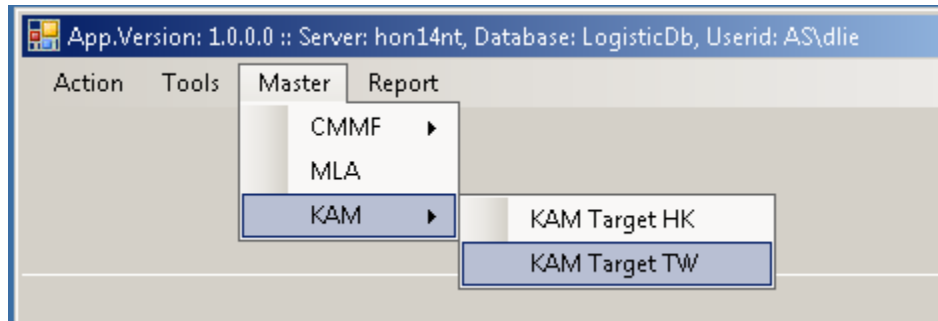 App.Version: 1.0.0.0 :: Server: hon14nt, Database: LogisticDb, Userid: AS\dlie
Action Tools Master Report
CMMF
MLA
KAM
KAM Target HK
KAM Target TW